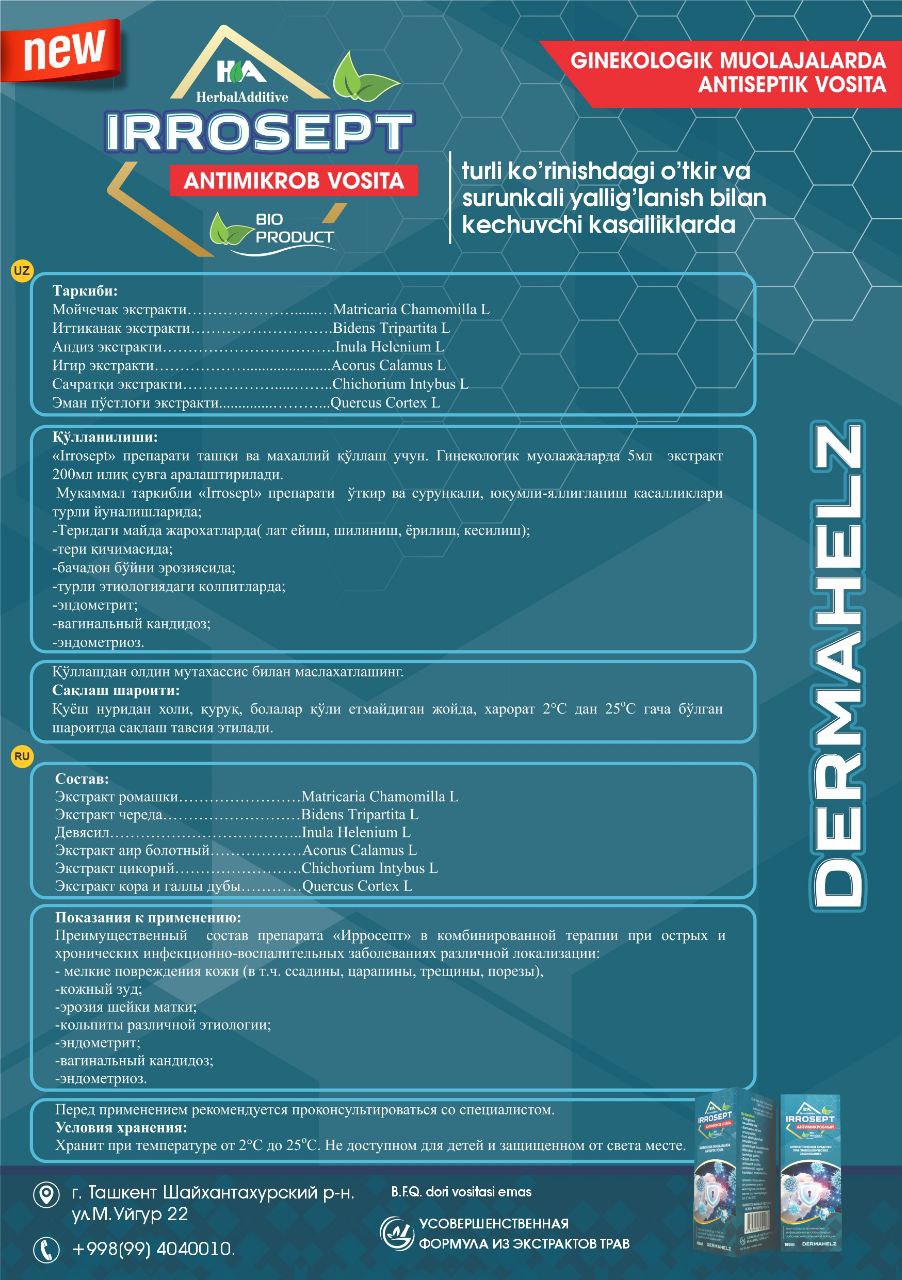 new
HA
HerbalAdditive
IRROSEPT
ANTIMIKROB VOSITA
BIO
PRODUCT
GINEKOLOGIK MUOLAJALARDA
ANTISEPTIK VOSITA
turli ko'rinishdagi o'tkir va
surunkali yallig'lanish bilan
kechuvchi kasalliklarda
UZ
Таркиби:
Мойчечак экстракти…………………......…Matricaria Chamomilla L
Иттиканак экстракти……………………….Bidens Tripartita L
Андиз экстракти…………………………….Inula Helenium L
Игир экстракти……………….......................Acorus Calamus L
Сачратқи экстракти……………….....……..Chichorium Intybus L
Эман пўстлоғи экстракти.............………...Quercus Cortex L
Қўлланилиши:
«Irrosept» препарати ташқи ва махаллий қўллаш учун. Гинекологик муолажаларда 5мл экстракт
200мл илиқ сувга аралаштирилади.
Мукаммал таркибли «Irrosept» препарати ўткир ва сурункали, юқумли-яллигланиш касалликлари
турли йуналишларида;
-Теридаги майда жарохатларда( лат ейиш, шилиниш, ёрилиш, кесилиш);
-тери қичимасида;
-бачадон бўйни эрозиясида;
-турли этиологиядаги колпитларда;
-эндометрит;
-вагинальный кандидоз;
-эндометриоз.
Қўллашдан олдин мутахассис билан маслахатлашинг.
Сақлаш шароити:
Қуёш нуридан холи, қуруқ, болалар қўли етмайдиган жойда, харорат 2°С дан 25°С гача бўлган
шароитда сақлаш тавсия этилади.
RU
Состав:
Экстракт ромашки……………………Matricaria Chamomilla L
Экстракт череда………………………Bidens Tripartita L
Девясил………………………………..Inula Helenium L
Экстракт аир болотный………………Acorus Calamus L
Экстракт цикорий…………………….Chichorium Intybus L
Экстракт кора и галлы дубы…………Quercus Cortex L
Показания к применению:
Преимущественный состав препарата «Ирросепт» в комбинированной терапии при острых и
хронических инфекционно-воспалительных заболеваниях различной локализации:
- мелкие повреждения кожи (в т.ч. ссадины, царапины, трещины, порезы),
-кожный зуд;
-эрозия шейки матки;
-кольпиты различной этиологии;
-эндометрит;
-вагинальный кандидоз;
-эндометриоз.
Перед применением рекомендуется проконсультироваться со специалистом.
Условия хранения:
Хранит при температуре от 2°С до 25°С. Не доступном для детей и защищенном от света месте.
DERMAHELZ
IRROSEPT
IRROSEPT
DERMAHELZ
г. Ташкент Шайхантахурский р-н.
ул.М.Уйгур 22
+998(99) 4040010.
B.F.Q. dori vositasi emas
УСОВЕРШЕНСТВЕННАЯ
ФОРМУЛА ИЗ ЭКСТРАКТОВ ТРАВ